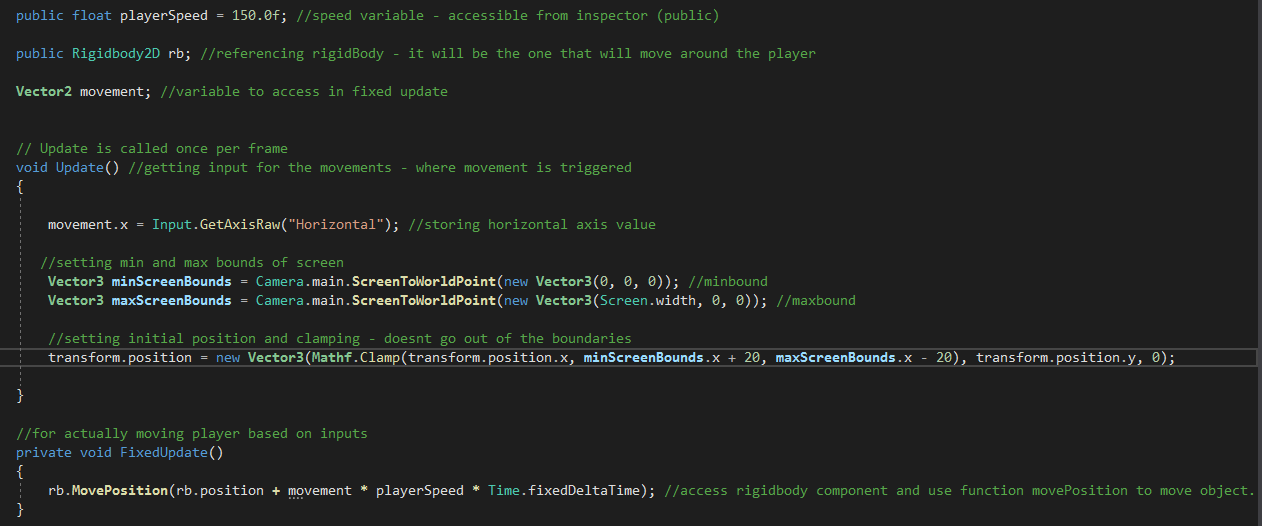 public float playerSpeed = 150.0f; //speed variable - accessible from inspector (public)
public Rigidbody2D rb; //referencing rigidBody - it will be the one that will move around the player
Vector2 movement; //variable to access in fixed update
// Update is called once per frame
void Update() //getting input for the movements - where movement is triggered
{
movement.x = Input.GetAxisRaw("Horizontal"); //storing horizontal axis value
//setting min and max bounds of screen
Vector3 minScreenBounds = Camera.main.ScreenToWorldPoint(new Vector3(0, 0, 0)); //minbound
Vector3 maxScreenBounds = Camera.main.ScreenToWorldPoint(new Vector3(Screen.width, 0, 0)); //maxbound
//setting initial position and clamping - doesnt go out of the boundaries
transform.position = new Vector3(Mathf.Clamp(transform.position.x, minScreenBounds.x + 20, maxScreenBounds.x - 20), transform.position.y, 0);
}
//for actually moving player based on inputs
private void FixedUpdate()
{
rb.MovePosition(rb.position + movement * playerSpeed * Time.fixedDeltaTime); //access rigidbody component and use function movePosition to move object.
}